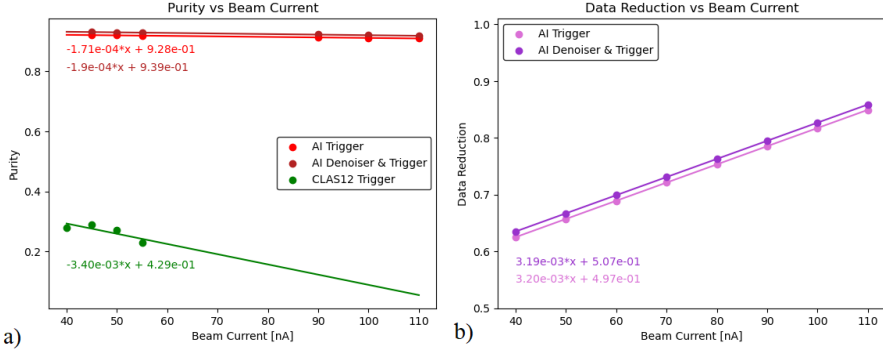 Purity vs Beam Current
0.8
0.6
0.4
0.2
Purity
-1.71e-04*x + 9.28e-01
-1.9e-04*x + 9.39e-01
AI Trigger
AI Denoiser & Trigger
CLAS12 Trigger
-3.40e-03*x + 4.29e-01
40 50 60 70 80 90 100 110
Beam Current [nA]
a)
Data Reduction vs Beam Current
1.0
0.9
0.8
0.7
0.6
0.5
Data Reduction
AI Trigger
AI Denoiser & Trigger
3.19e-03*x + 5.07e-01
3.20e-03*x + 4.97e-01
40 50 60 70 80 90 100 110
Beam Current [nA]
b)